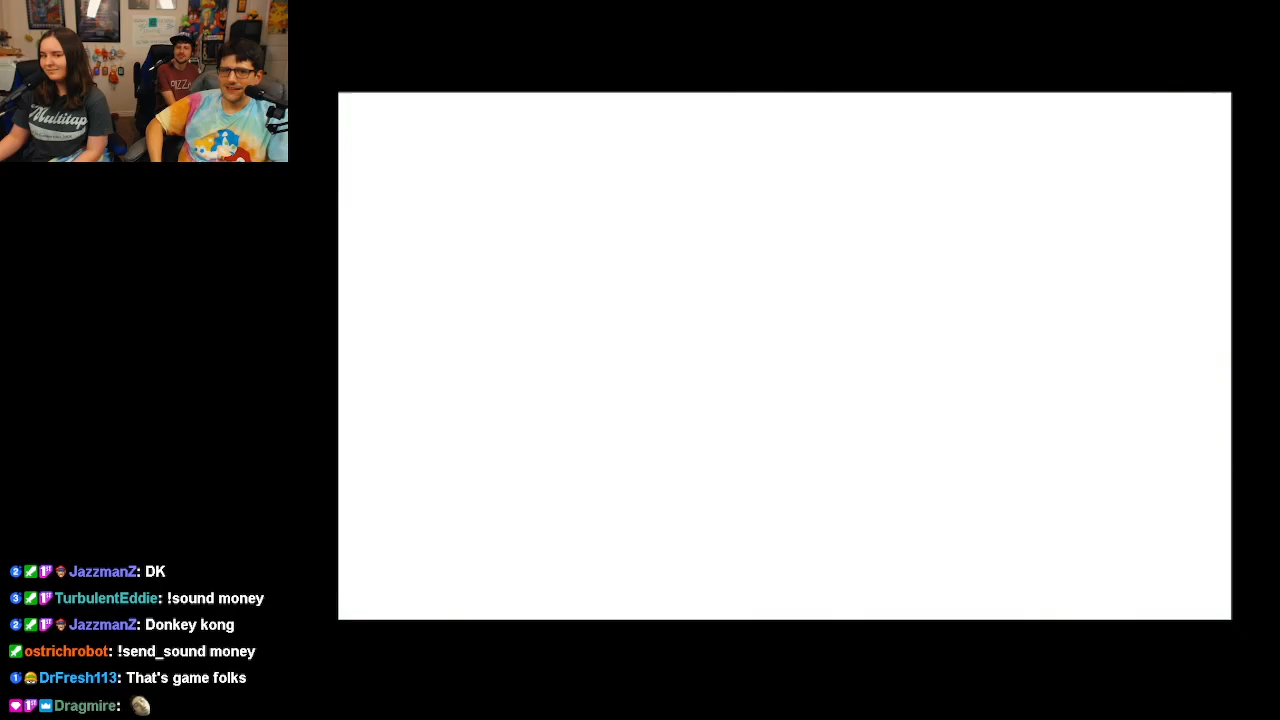 Multitap
PIZZA
JazzmanZ: DK
TurbulentEddie: !sound money
JazzmanZ: Donkey kong
ostrichrobot: !send_sound money
DrFresh113: That's game folks
Dragmire: